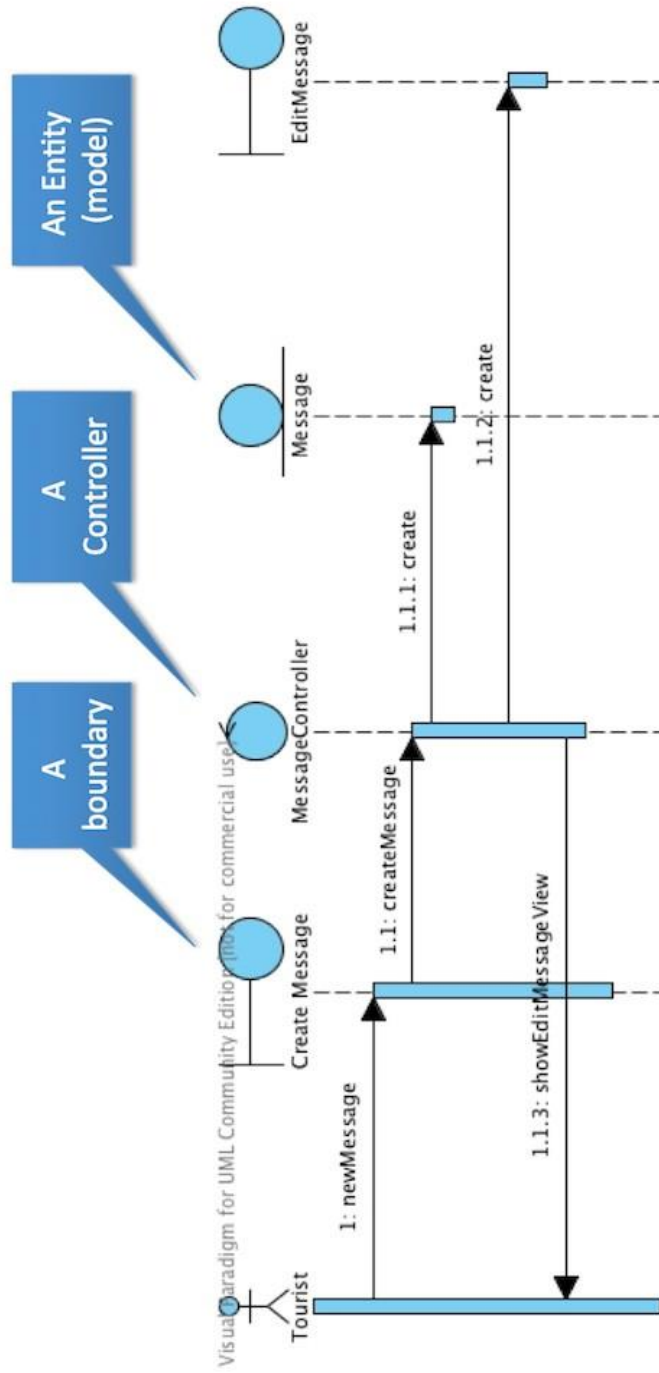 A
boundary
A
Controller
An Entity
(model)
Visual Paradigm for UML Community Edition [not for commercial use]
Tourist
Create Message
MessageController
Message
EditMessage
1: newMessage
1.1: createMessage
1.1.1: create
1.1.2: create
1.1.3: showEditMessageView